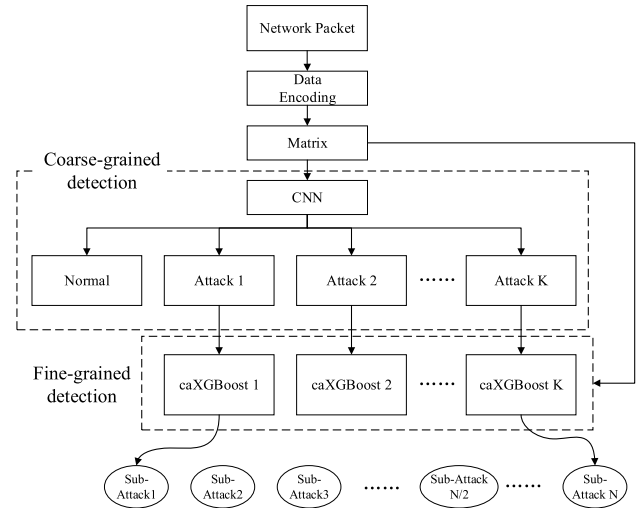 Network Packet
Data
Encoding
Matrix
Coarse-grained
detection
CNN
Normal
Attack 1
Attack 2
......
Attack K
Fine-grained
detection
caXGBoost 1
caXGBoost 2
......
caXGBoost K
Sub-
Attack1
Sub-
Attack2
Sub-
Attack3
......
Sub-Attack
N/2
......
Sub-
Attack N